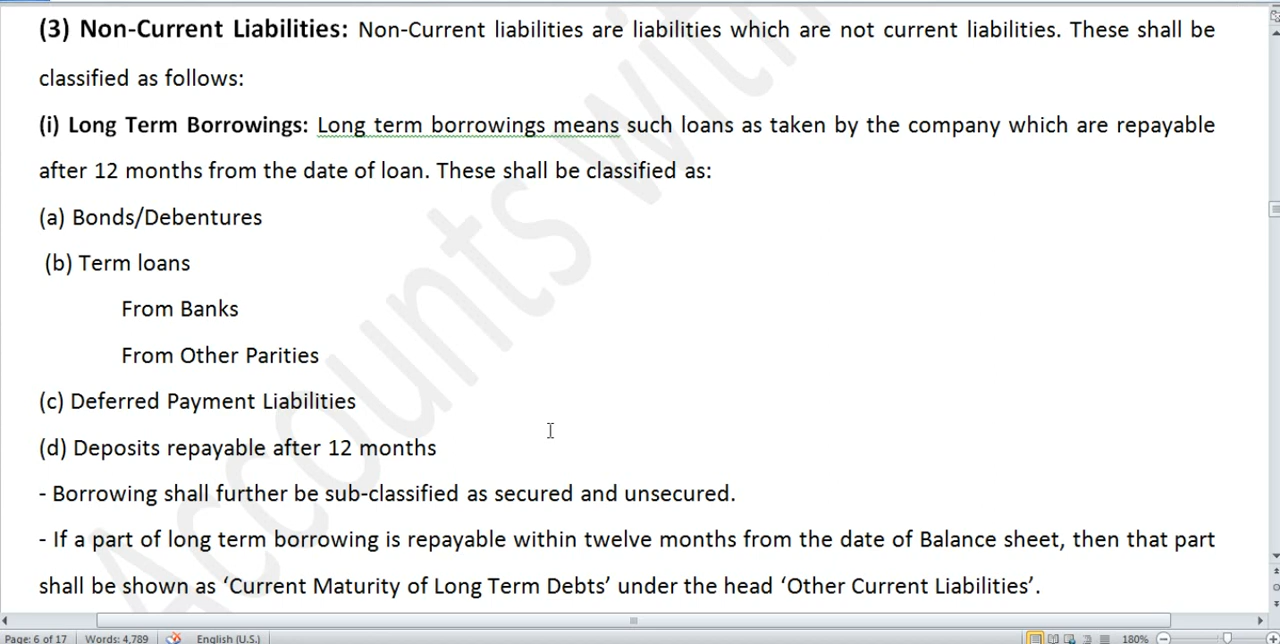 (3) Non-Current Liabilities: Non-Current liabilities are liabilities which are not current liabilities. These shall be
classified as follows:
(i) Long Term Borrowings: Long term borrowings means such loans as taken by the company which are repayable
after 12 months from the date of loan. These shall be classified as:
(a) Bonds/Debentures
(b) Term loans
From Banks
From Other Parities
(c) Deferred Payment Liabilities
(d) Deposits repayable after 12 months
- Borrowing shall further be sub-classified as secured and unsecured.
- If a part of long term borrowing is repayable within twelve months from the date of Balance sheet, then that part
shall be shown as ‘Current Maturity of Long Term Debts’ under the head ‘Other Current Liabilities’.
Accounts with
Page: 6 of 17 Words: 4,789 English (U.S.) 180%